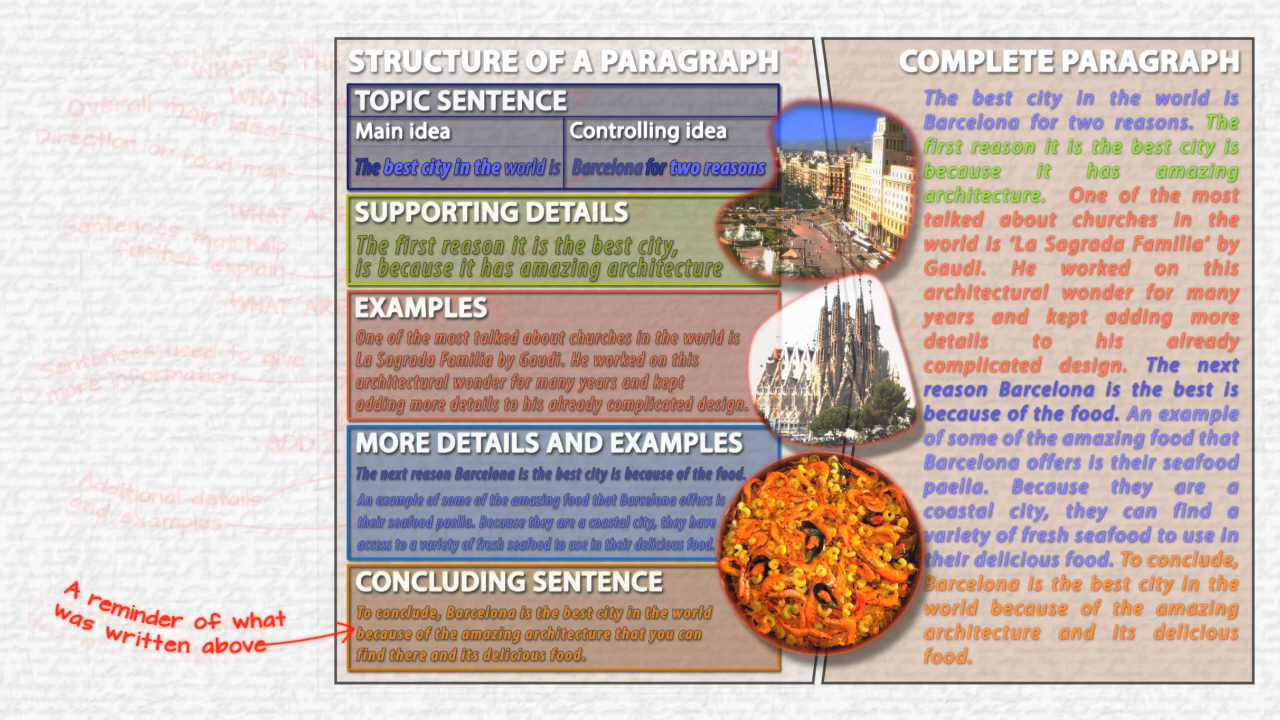 STRUCTURE OF A PARAGRAPH
TOPIC SENTENCE
Main idea
Controlling idea
The best city in the world is
Barcelona for two reasons
SUPPORTING DETAILS
The first reason it is the best city,
is because it has amazing architecture
EXAMPLES
One of the most talked about churches in the world is
La Sagrada Familia by Gaudi. He worked on this
architectural wonder for many years and kept
adding more details to his already complicated design.
MORE DETAILS AND EXAMPLES
The next reason Barcelona is the best city is because of the food.
An example of some of the amazing food that Barcelona offers is
their seafood paella. Because they are a coastal city, they have
access to a variety of fresh seafood to use in their delicious food.
CONCLUDING SENTENCE
To conclude, Barcelona is the best city in the world
because of the amazing architecture that you can
find there and its delicious food.
COMPLETE PARAGRAPH
The best city in the world is
Barcelona for two reasons. The
first reason it is the best city is
because it has amazing
architecture. One of the most
talked about churches in the
world is ‘La Sagrada Familia’ by
Gaudi. He worked on this
architectural wonder for many
years and kept adding more
details to his already
complicated design. The next
reason Barcelona is the best is
because of the food. An example
of some of the amazing food that
Barcelona offers is their seafood
paella. Because they are a
coastal city, they can find a
variety of fresh seafood to use in
their delicious food. To conclude,
Barcelona is the best city in the
world because of the amazing
architecture and its delicious
food.
Overall main idea
Direction or road map
Sentences that help
further explain
Sentences used to give
more information
Additional details
and examples
A reminder of what
was written above